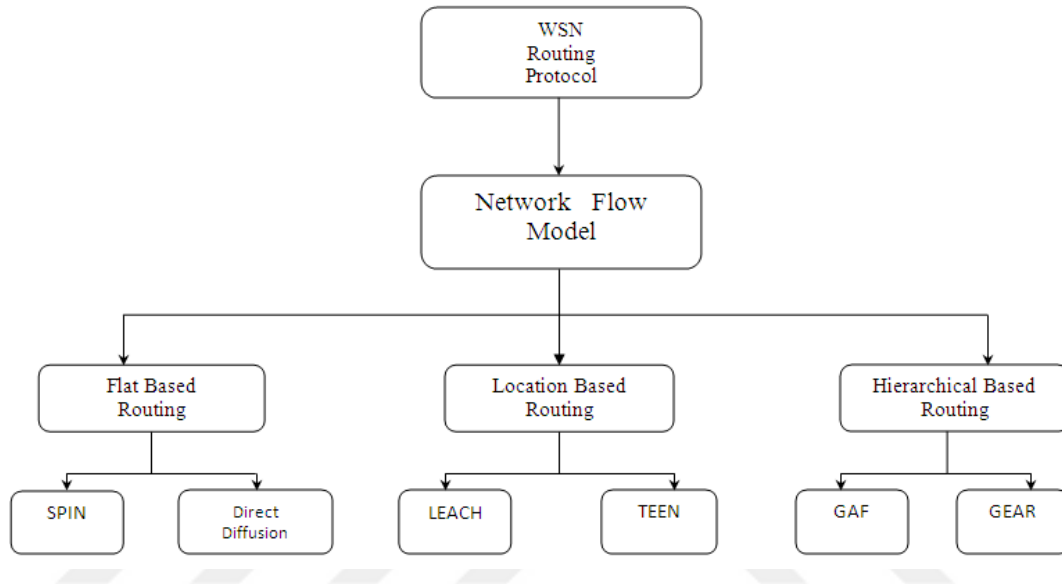 WSN
Routing
Protocol
Network Flow
Model
Flat Based
Routing
Location Based
Routing
Hierarchical Based
Routing
SPIN
Direct
Diffusion
LEACH
TEEN
GAF
GEAR